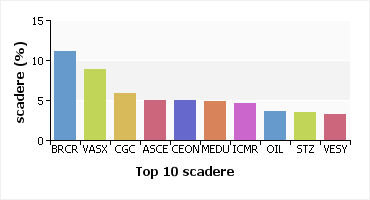 15
10
5
0
scadere (%)
BRCR VASX CGC ASCE CEON MEDU ICMR OIL STZ VESY
Top 10 scadere